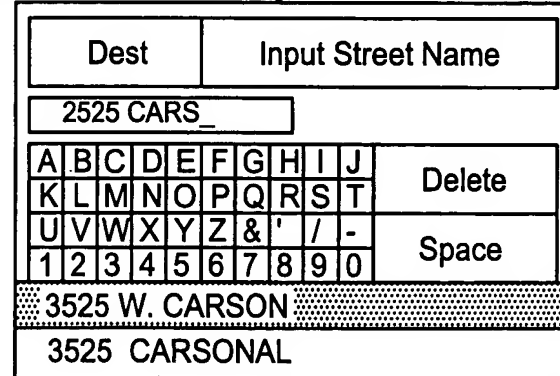 Dest Input Street Name
2525 CARS_
A B C D E F G H I J
K L M N O P Q R S T Delete
U V W X Y Z & ' / -
1 2 3 4 5 6 7 8 9 0 Space
3525 W. CARSON
3525 CARSONAL